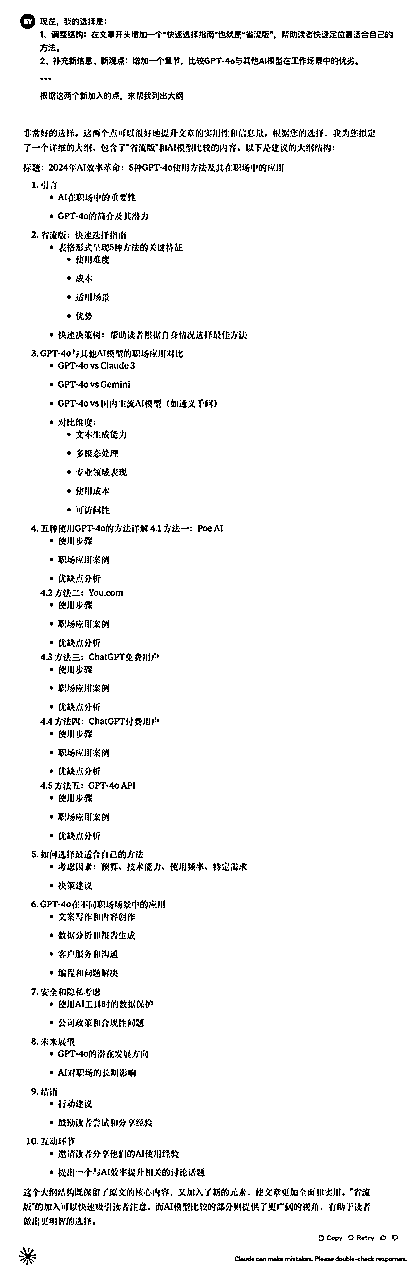 现在，我的选择是：
1、调整结构：在文章开头增加一个"快速选择指南"也就是"省流版"，帮助读者快速定位最适合自己的
方法。
2、补充新信息、新观点：增加一个章节，比较GPT-4o与其他AI模型在工作场景中的优劣。
---
根据这两个新加入的点，来帮我列出大纲
非常好的选择。这两个点可以很好地提升文章的实用性和信息量。根据您的选择，我为您拟定
了一个详细的大纲，包含了"省流版"和AI模型比较的内容。以下是建议的大纲结构：
标题：2024年AI效率革命：5种GPT-4o使用方法及其在职场中的应用
1. 引言
• AI在职场中的重要性
• GPT-4o的简介及其潜力
2. 省流版：快速选择指南
• 表格形式呈现5种方法的关键特征
• 使用难度
• 成本
• 适用场景
• 优势
• 快速决策树：帮助读者根据自身情况选择最佳方法
3. GPT-4o与其他AI模型的职场应用对比
• GPT-4o vs Claude 3
• GPT-4o vs Gemini
• GPT-4o vs 国内主流AI模型（如通义千问）
• 对比维度：
• 文本生成能力
• 多模态处理
• 专业领域表现
• 使用成本
• 可访问性
4. 五种使用GPT-4o的方法详解 4.1 方法一：Poe AI
• 使用步骤
• 职场应用案例
• 优缺点分析
4.2 方法二：You.com
• 使用步骤
• 职场应用案例
• 优缺点分析
4.3 方法三：ChatGPT免费用户
• 使用步骤
• 职场应用案例
• 优缺点分析
4.4 方法四：ChatGPT付费用户
• 使用步骤
• 职场应用案例
• 优缺点分析
4.5 方法五：GPT-4o API
• 使用步骤
• 职场应用案例
• 优缺点分析
5. 如何选择最适合自己的方法
• 考虑因素：预算、技术能力、使用频率、特定需求
• 决策建议
6. GPT-4o在不同职场场景中的应用
• 文案写作和内容创作
• 数据分析和报告生成
• 客户服务和沟通
• 编程和问题解决
7. 安全和隐私考虑
• 使用AI工具时的数据保护
• 公司政策和合规性问题
8. 未来展望
• GPT-4o的潜在发展方向
• AI对职场的长期影响
9. 结语
• 行动建议
• 鼓励读者尝试和分享经验
10. 互动环节
• 邀请读者分享他们的AI使用经验
• 提出一个与AI效率提升相关的讨论话题
这个大纲结构既保留了原文的核心内容，又加入了新的元素，使文章更加全面和实用。"省流
版"的加入可以快速吸引读者注意，而AI模型比较的部分则提供了更广阔的视角，有助于读者
做出更明智的选择。
Copy Retry
Claude can make mistakes. Please double-check responses.